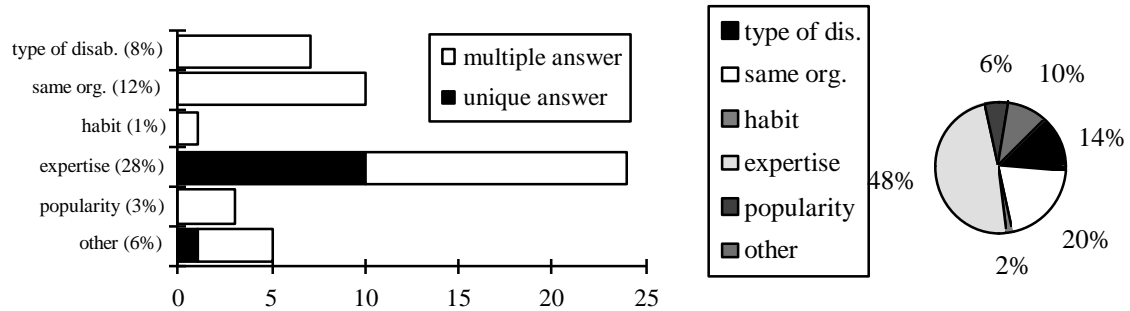 type of disab. (8%)
same org. (12%)
habit (1%)
expertise (28%)
popularity (3%)
other (6%)
0 5 10 15 20 25
multiple answer
unique answer
type of dis.
same org.
habit
expertise
popularity
other
6% 10%
14%
48%
20%
2%